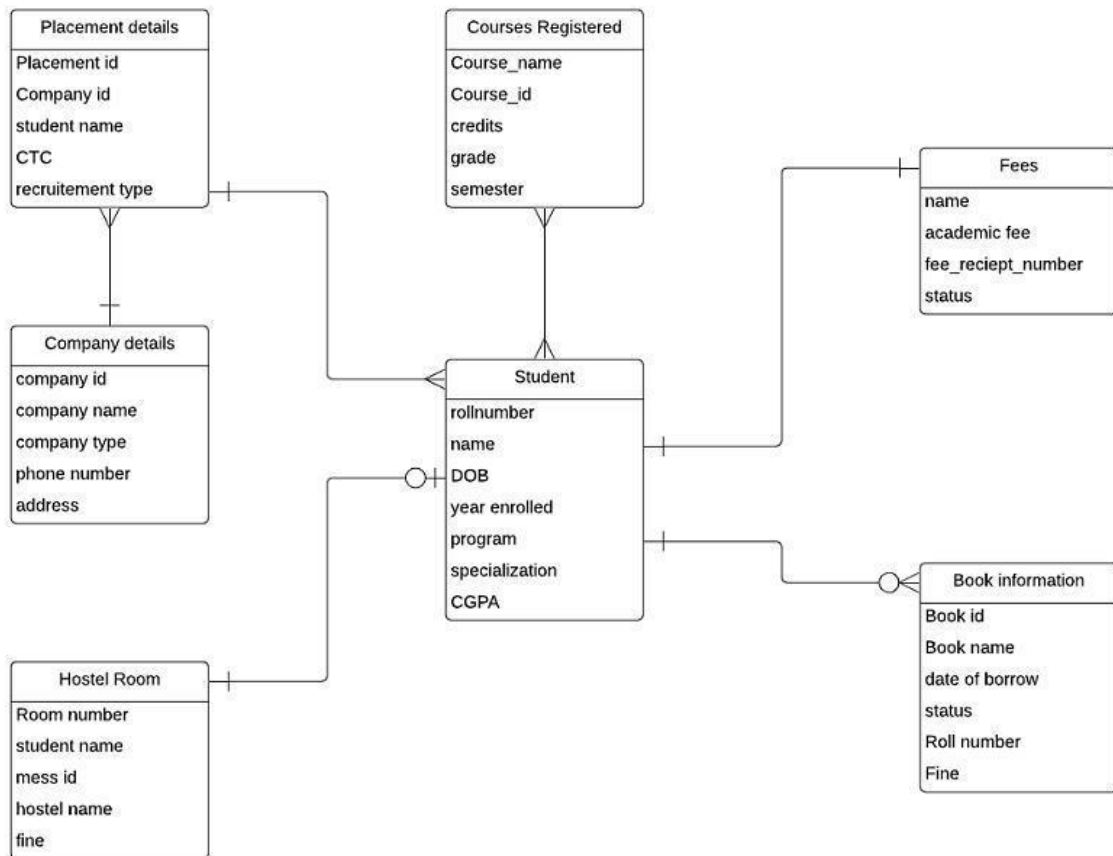 Placement details
Placement id
Company id
student name
CTC
recruitement type
Courses Registered
Course_name
Course_id
credits
grade
semester
Fees
name
academic fee
fee_reciept_number
status
Company details
company id
company name
company type
phone number
address
Student
rollnumber
name
DOB
year enrolled
program
specialization
CGPA
Book information
Book id
Book name
date of borrow
status
Roll number
Fine
Hostel Room
Room number
student name
mess id
hostel name
fine